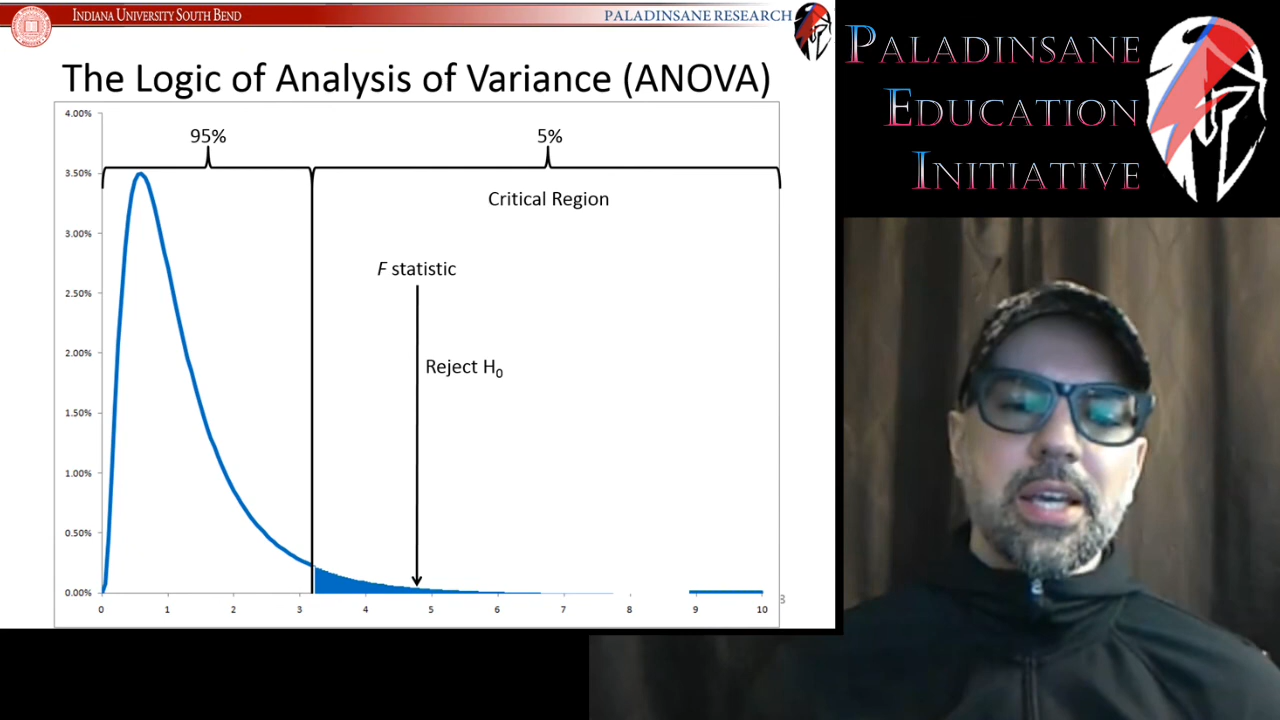 INDIANA UNIVERSITY SOUTH BEND
PALADINSANE RESEARCH
PALADINSANE
EDUCATION
INITIATIVE
The Logic of Analysis of Variance (ANOVA)
4.00%
95%
5%
3.50%
Critical Region
3.00%
F statistic
2.50%
Reject H₀
2.00%
1.50%
1.00%
0.50%
0.00%
0 1 2 3 4 5 6 7 8 9 10